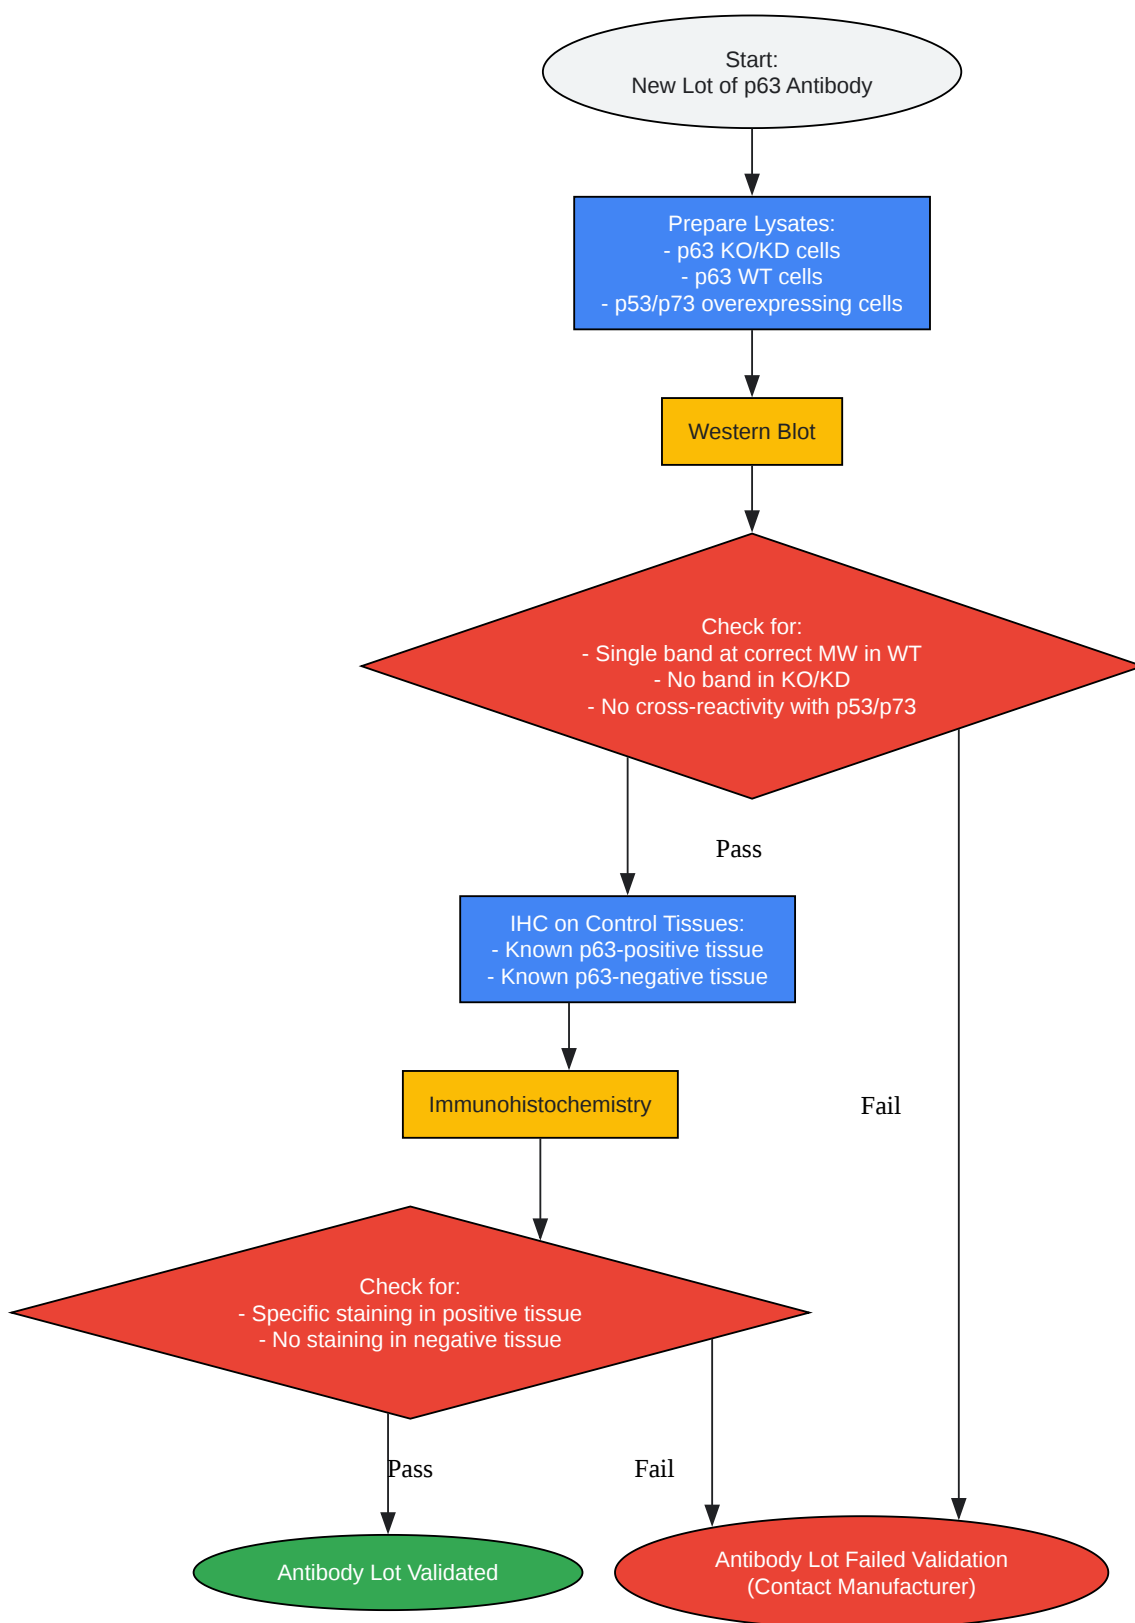 Start:
New Lot of p63 Antibody
Prepare Lysates:
- p63 KO/KD cells
- p63 WT cells
- p53/p73 overexpressing cells
Western Blot
Check for:
- Single band at correct MW in WT
- No band in KO/KD
- No cross-reactivity with p53/p73
Pass
IHC on Control Tissues:
- Known p63-positive tissue
- Known p63-negative tissue
Immunohistochemistry
Fail
Check for:
- Specific staining in positive tissue
- No staining in negative tissue
Pass
Fail
Antibody Lot Validated
Antibody Lot Failed Validation
(Contact Manufacturer)